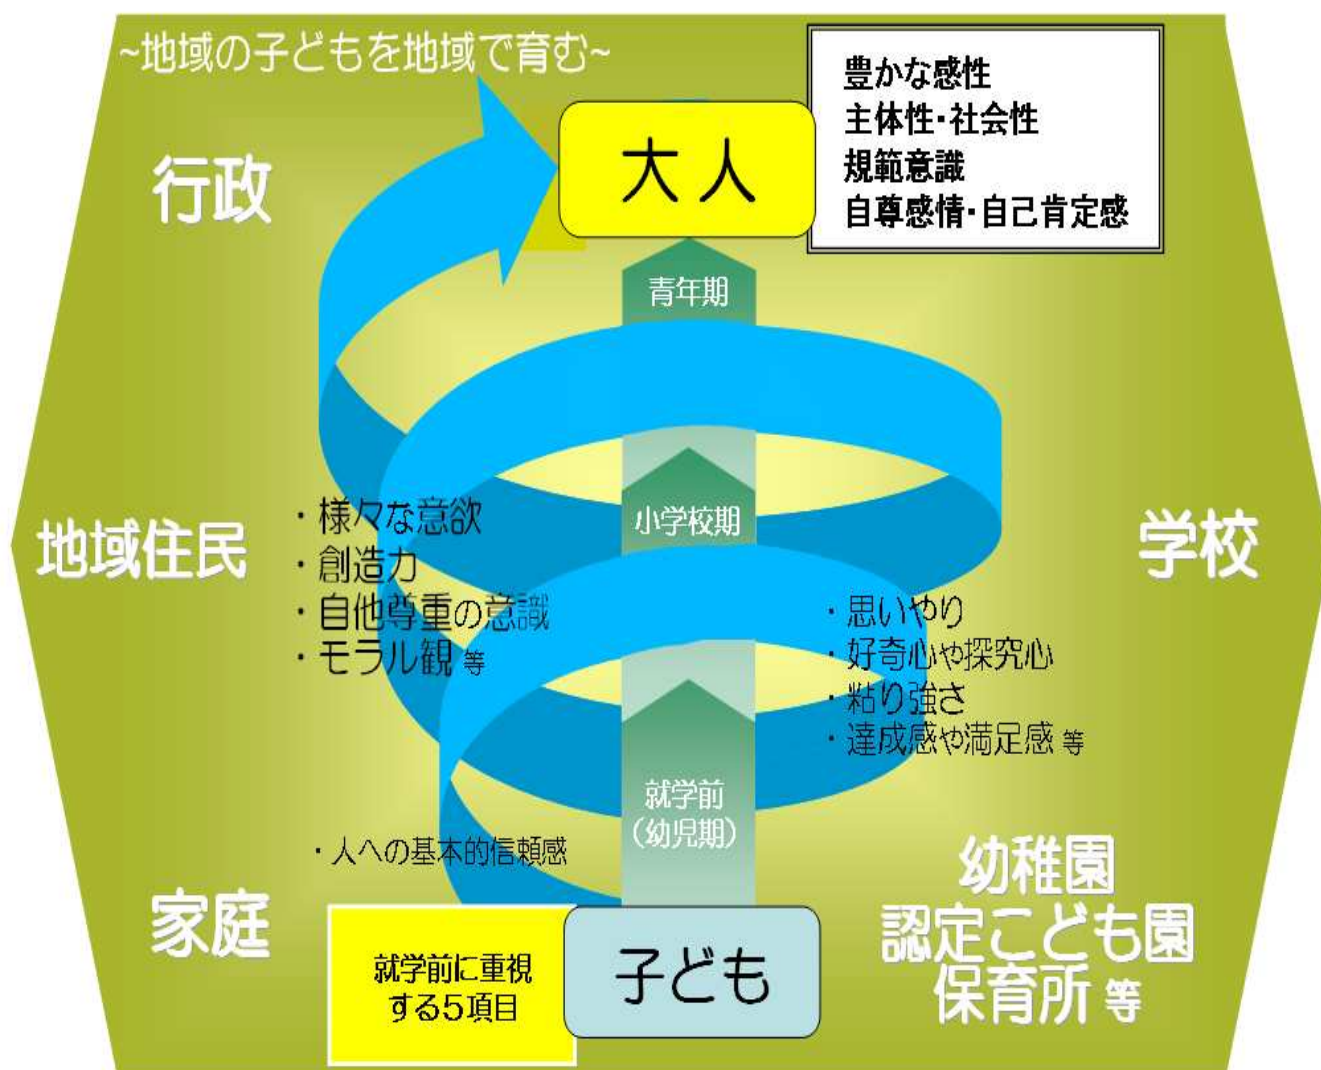 ~地域の子どもを地域で育む~
豊かな感性
主体性・社会性
規範意識
自尊感情・自己肯定感
大人
行政
青年期
小学校期
地域住民
・様々な意欲
・創造力
・自他尊重の意識
・モラル観 等
学校
・思いやり
・好奇心や探究心
・粘り強さ
・達成感や満足感 等
就学前
(幼児期)
・人への基本的信頼感
家庭
幼稚園
認定こども園
保育所 等
就学前に重視
する5項目
子ども